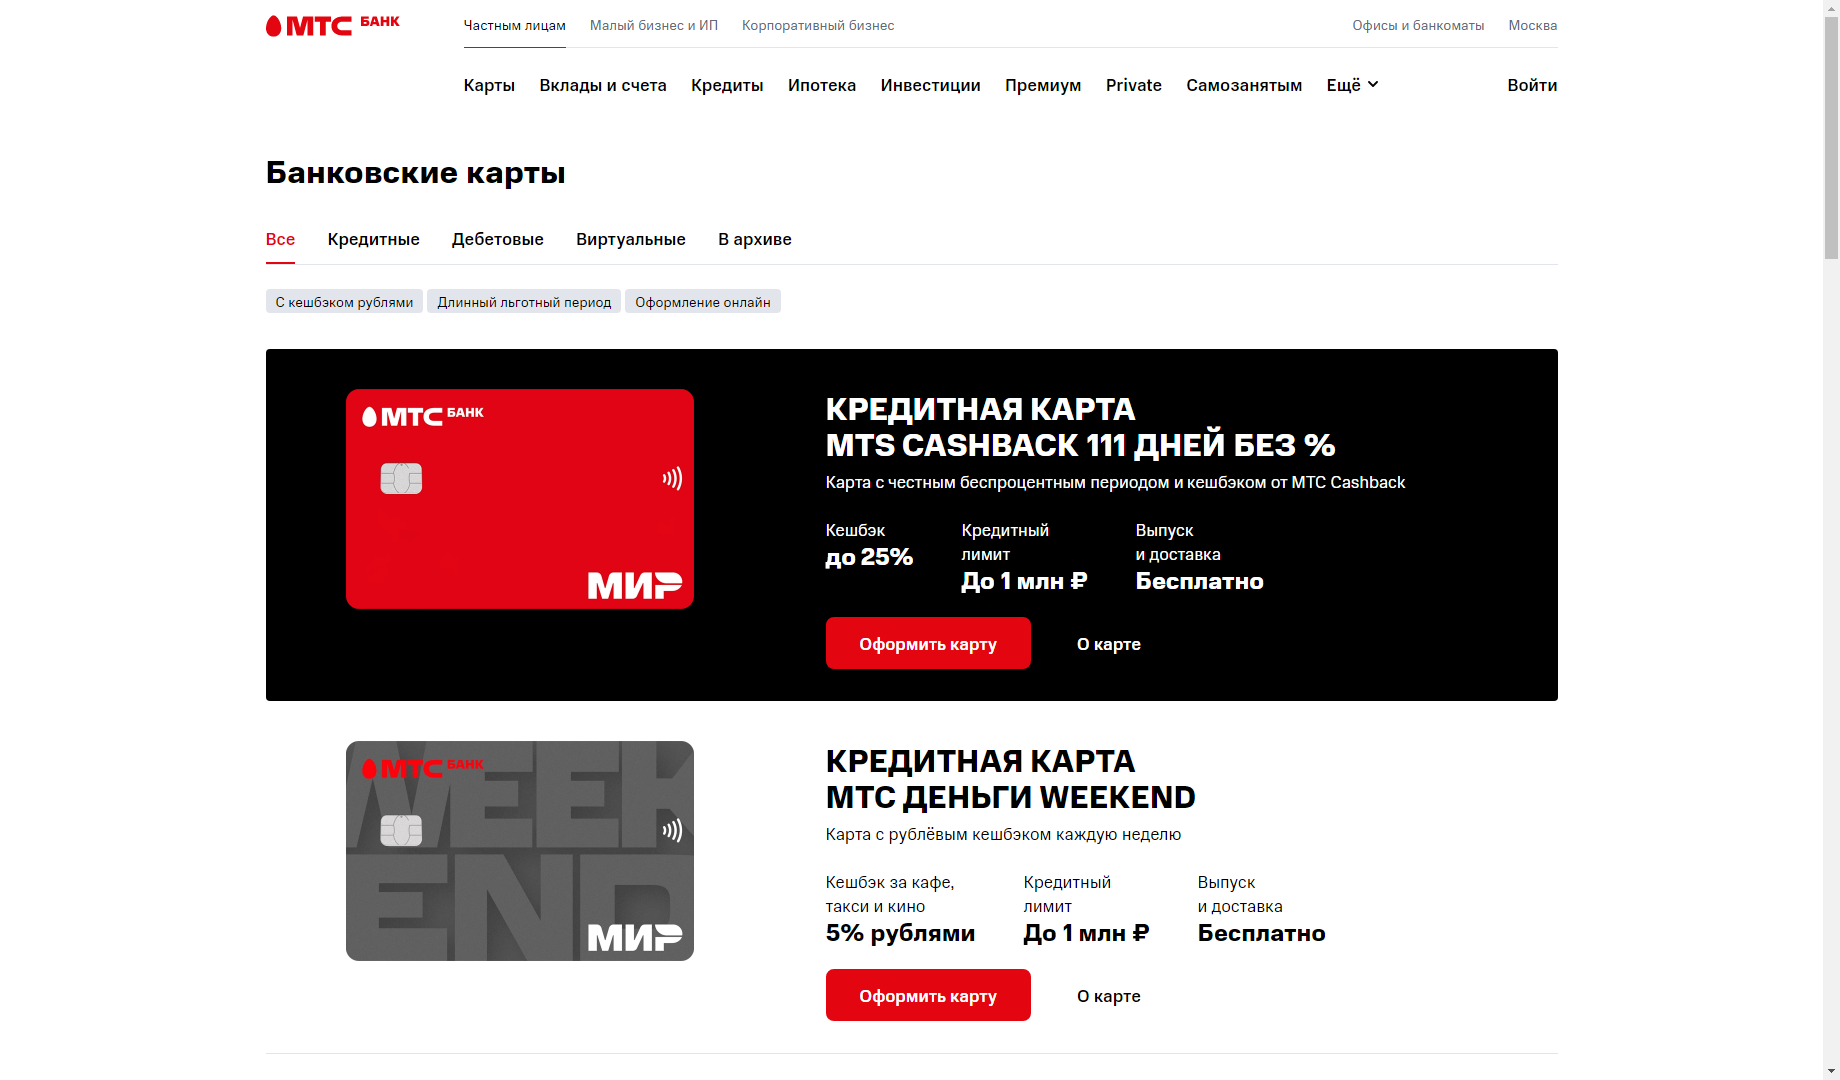 МТС БАНК
Частным лицам Малый бизнес и ИП Корпоративный бизнес Офисы и банкоматы Москва
Карты Вклады и счета Кредиты Ипотека Инвестиции Премиум Private Самозанятым Ещё Войти
Банковские карты
Все Кредитные Дебетовые Виртуальные В архиве
С кешбэком рублями Длинный льготный период Оформление онлайн
МТС БАНК
МИР
КРЕДИТНАЯ КАРТА
MTS CASHBACK 111 ДНЕЙ БЕЗ %
Карта с честным беспроцентным периодом и кешбэком от МТС Cashback
Кешбэк
до 25%
Кредитный
лимит
До 1 млн ₽
Выпуск
и доставка
Бесплатно
Оформить карту О карте
МТС БАНК
WEEK
END
МИР
КРЕДИТНАЯ КАРТА
МТС ДЕНЬГИ WEEKEND
Карта с рублёвым кешбэком каждую неделю
Кешбэк за кафе,
такси и кино
5% рублями
Кредитный
лимит
До 1 млн ₽
Выпуск
и доставка
Бесплатно
Оформить карту О карте